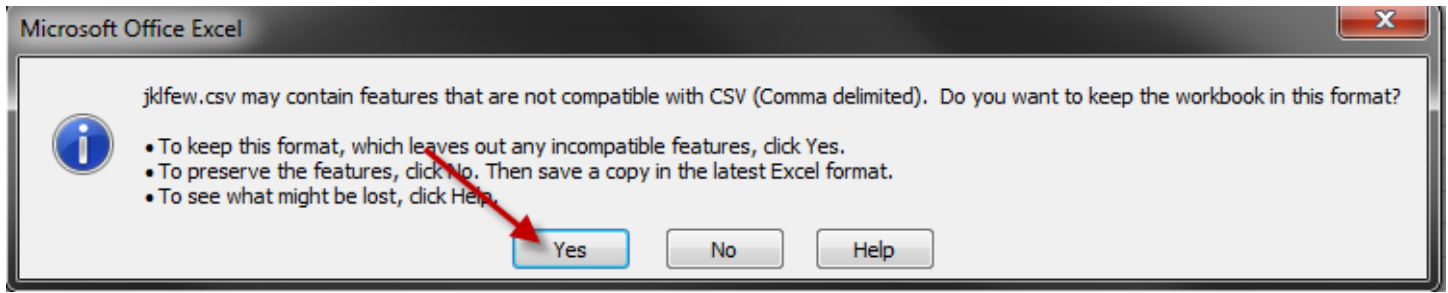 Microsoft Office Excel
jklfew.csv may contain features that are not compatible with CSV (Comma delimited).  Do you want to keep the workbook in this format?
• To keep this format, which leaves out any incompatible features, click Yes.
• To preserve the features, click No. Then save a copy in the latest Excel format.
• To see what might be lost, click Help.
Yes No Help